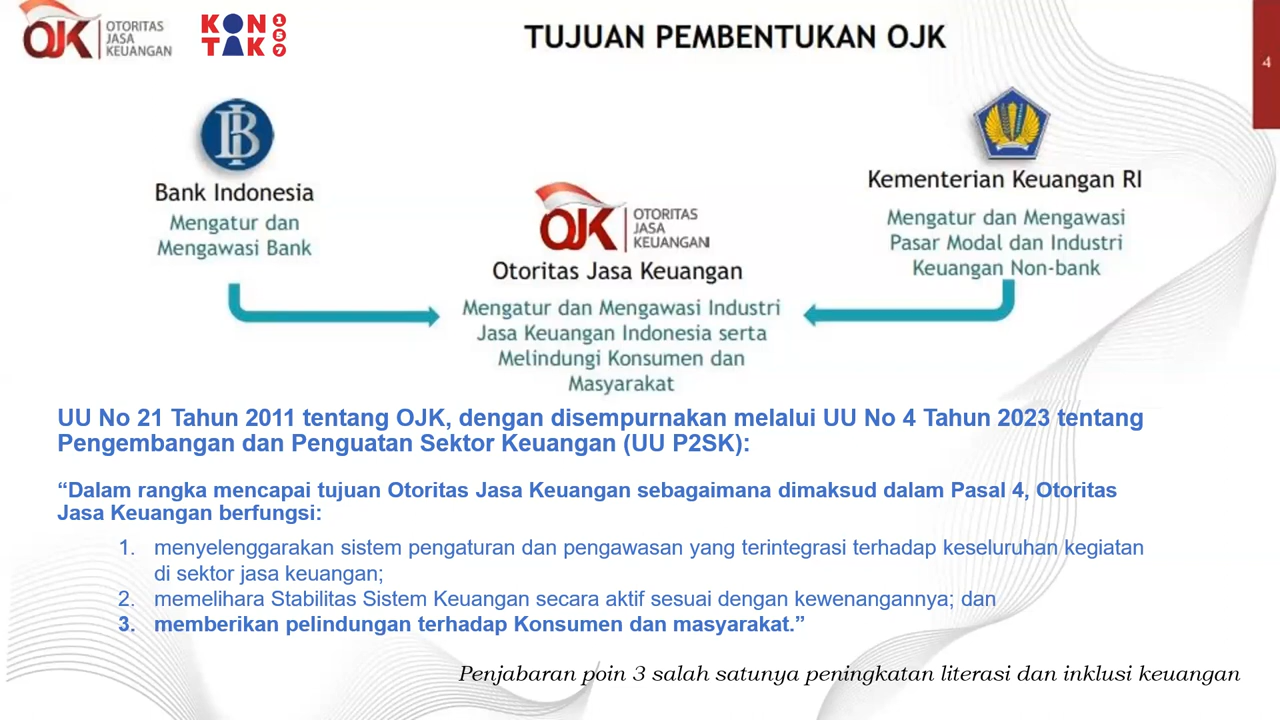 OJK OTORITAS
JASA
KEUANGAN
KONTAK 157
TUJUAN PEMBENTUKAN OJK
4
Bank Indonesia
Mengatur dan
Mengawasi Bank
OJK OTORITAS
JASA
KEUANGAN
Otoritas Jasa Keuangan
Mengatur dan Mengawasi Industri
Jasa Keuangan Indonesia serta
Melindungi Konsumen dan
Masyarakat
Kementerian Keuangan RI
Mengatur dan Mengawasi
Pasar Modal dan Industri
Keuangan Non-bank
UU No 21 Tahun 2011 tentang OJK, dengan disempurnakan melalui UU No 4 Tahun 2023 tentang
Pengembangan dan Penguatan Sektor Keuangan (UU P2SK):
“Dalam rangka mencapai tujuan Otoritas Jasa Keuangan sebagaimana dimaksud dalam Pasal 4, Otoritas
Jasa Keuangan berfungsi:
1. menyelenggarakan sistem pengaturan dan pengawasan yang terintegrasi terhadap keseluruhan kegiatan
di sektor jasa keuangan;
2. memelihara Stabilitas Sistem Keuangan secara aktif sesuai dengan kewenangannya; dan
3. memberikan pelindungan terhadap Konsumen dan masyarakat.”
Penjabaran poin 3 salah satunya peningkatan literasi dan inklusi keuangan